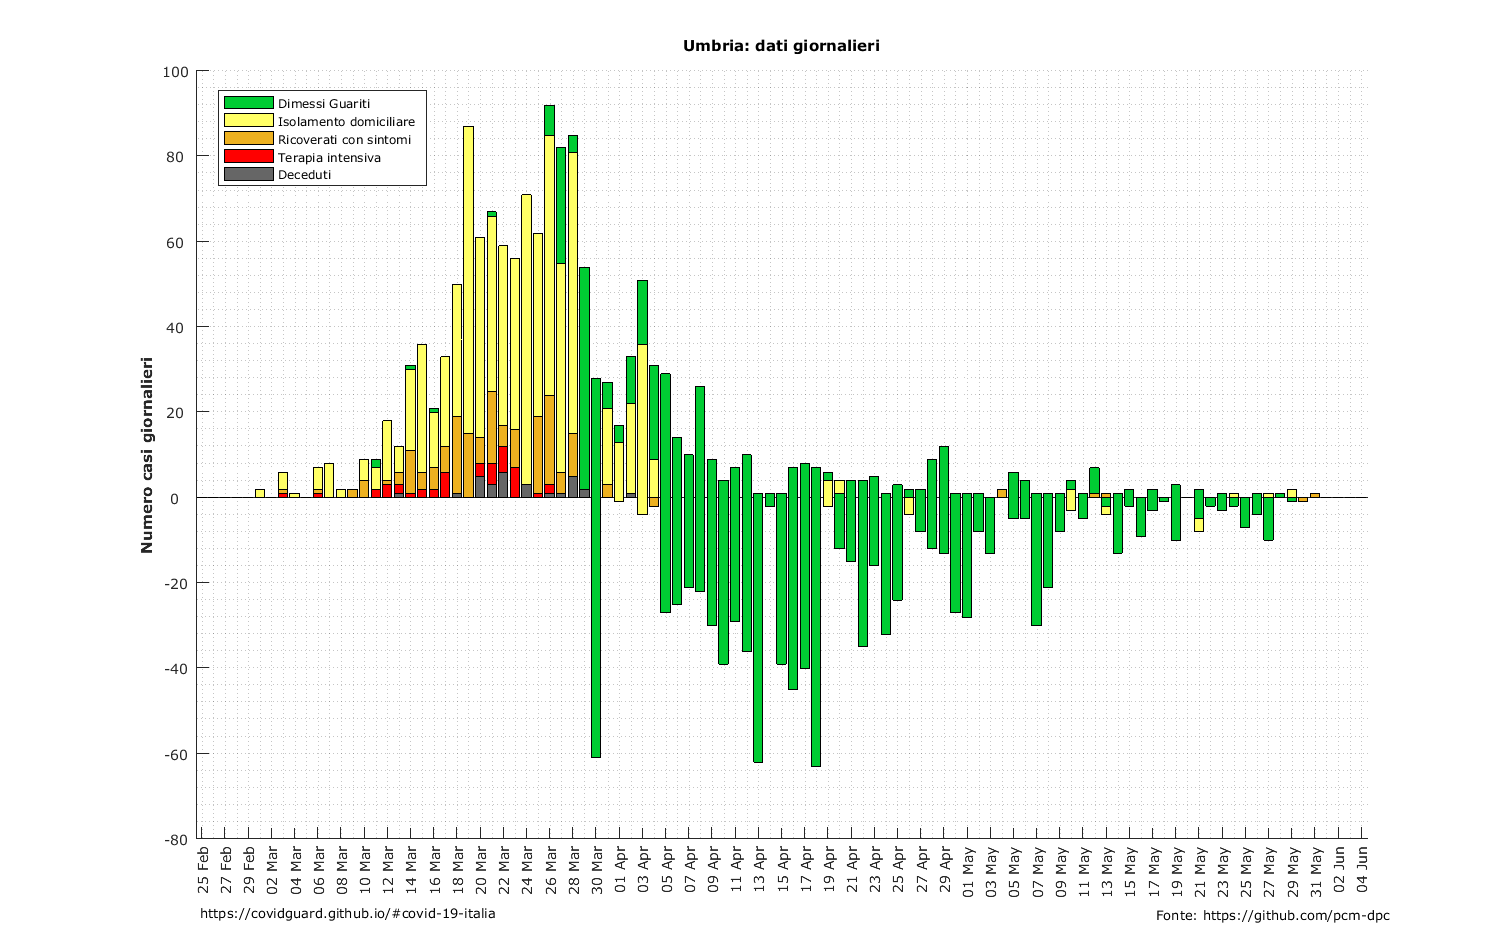 Umbria: dati giornalieri
100
80
60
40
20
0
-20
-40
-60
-80
Numero casi giornalieri
Dimessi Guariti
Isolamento domiciliare
Ricoverati con sintomi
Terapia intensiva
Deceduti
25 Feb
27 Feb
29 Feb
02 Mar
04 Mar
06 Mar
08 Mar
10 Mar
12 Mar
14 Mar
16 Mar
18 Mar
20 Mar
22 Mar
24 Mar
26 Mar
28 Mar
30 Mar
01 Apr
03 Apr
05 Apr
07 Apr
09 Apr
11 Apr
13 Apr
15 Apr
17 Apr
19 Apr
21 Apr
23 Apr
25 Apr
27 Apr
29 Apr
01 May
03 May
05 May
07 May
09 May
11 May
13 May
15 May
17 May
19 May
21 May
23 May
25 May
27 May
29 May
31 May
02 Jun
04 Jun
https://covidguard.github.io/#covid-19-italia
Fonte: https://github.com/pcm-dpc